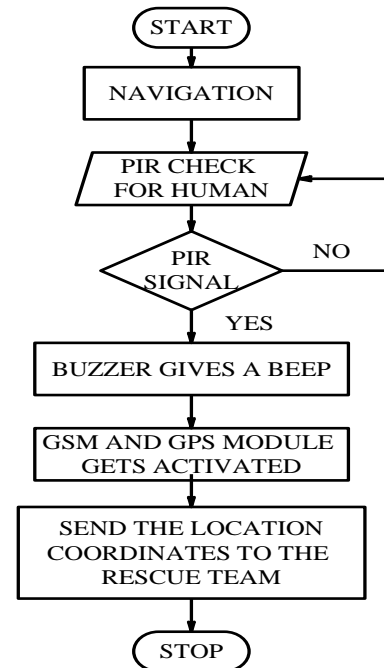 START
NAVIGATION
PIR CHECK
FOR HUMAN
PIR
SIGNAL
NO
YES
BUZZER GIVES A BEEP
GSM AND GPS MODULE
GETS ACTIVATED
SEND THE LOCATION
COORDINATES TO THE
RESCUE TEAM
STOP